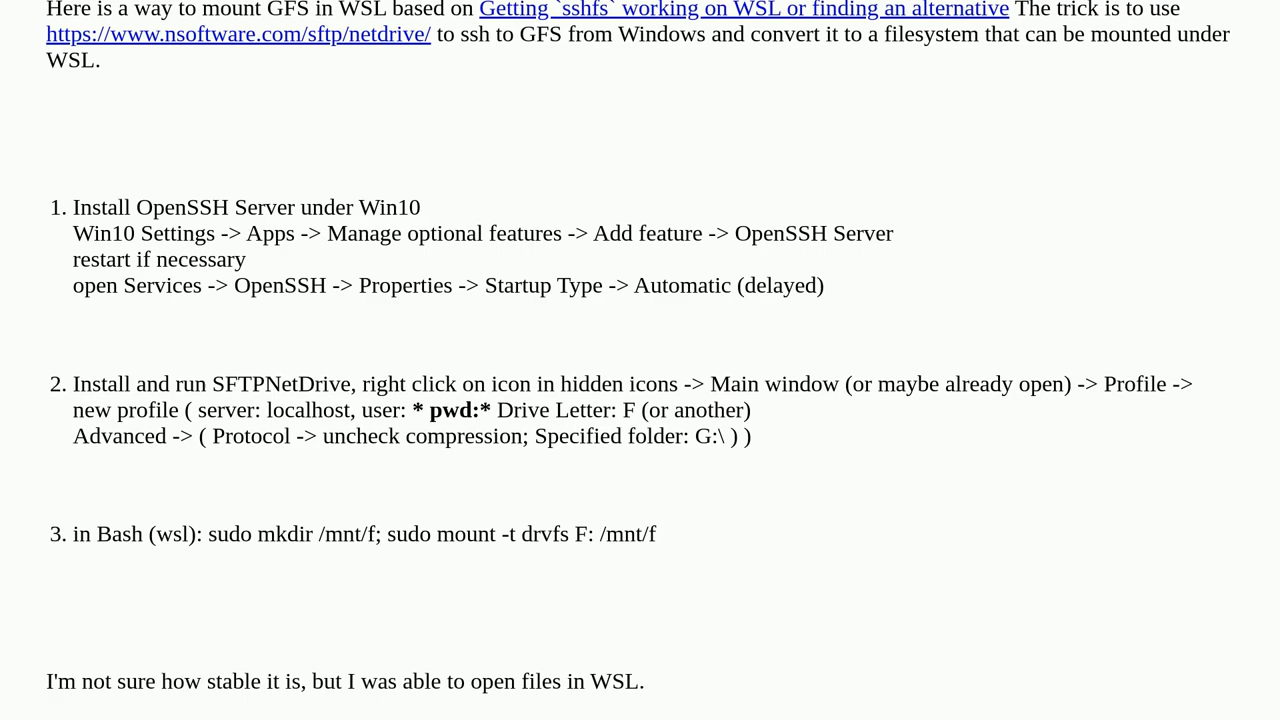 Here is a way to mount GFS in WSL based on Getting `sshfs` working on WSL or finding an alternative The trick is to use
https://www.nsoftware.com/sftp/netdrive/ to ssh to GFS from Windows and convert it to a filesystem that can be mounted under
WSL.
1. Install OpenSSH Server under Win10
Win10 Settings -> Apps -> Manage optional features -> Add feature -> OpenSSH Server
restart if necessary
open Services -> OpenSSH -> Properties -> Startup Type -> Automatic (delayed)
2. Install and run SFTPNetDrive, right click on icon in hidden icons -> Main window (or maybe already open) -> Profile ->
new profile ( server: localhost, user: * pwd:* Drive Letter: F (or another)
Advanced -> ( Protocol -> uncheck compression; Specified folder: G:\ ) )
3. in Bash (wsl): sudo mkdir /mnt/f; sudo mount -t drvfs F: /mnt/f
I'm not sure how stable it is, but I was able to open files in WSL.